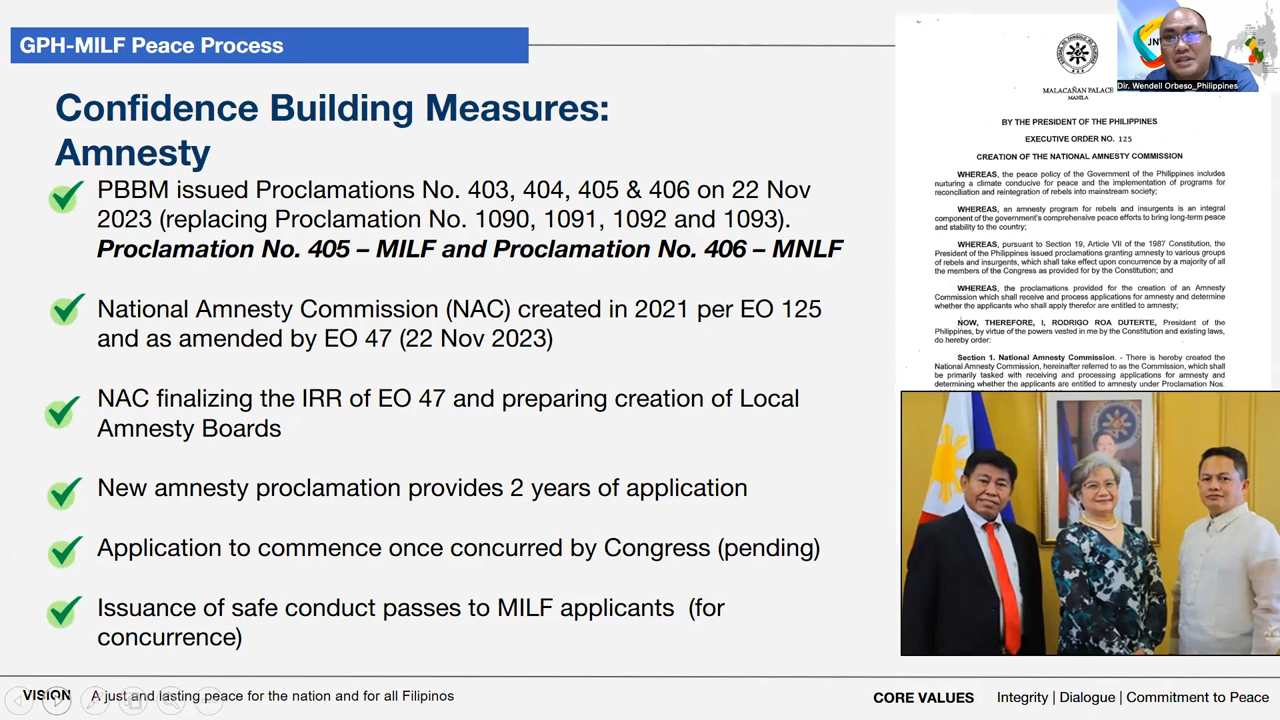 GPH-MILF Peace Process
Confidence Building Measures:
Amnesty
PBBM issued Proclamations No. 403, 404, 405 & 406 on 22 Nov
2023 (replacing Proclamation No. 1090, 1091, 1092 and 1093).
Proclamation No. 405 – MILF and Proclamation No. 406 – MNLF
National Amnesty Commission (NAC) created in 2021 per EO 125
and as amended by EO 47 (22 Nov 2023)
NAC finalizing the IRR of EO 47 and preparing creation of Local
Amnesty Boards
New amnesty proclamation provides 2 years of application
Application to commence once concurred by Congress (pending)
Issuance of safe conduct passes to MILF applicants (for
concurrence)
Dir. Wendell Orbeso_Philippines
MALACAÑAN PALACE
MANILA
BY THE PRESIDENT OF THE PHILIPPINES
EXECUTIVE ORDER NO. 125
CREATION OF THE NATIONAL AMNESTY COMMISSION
WHEREAS, the peace policy of the Government of the Philippines includes
nurturing a climate conducive for peace and the implementation of programs for
reconciliation and reintegration of rebels into mainstream society;
WHEREAS, an amnesty program for rebels and insurgents is an integral
component of the government's comprehensive peace efforts to bring long-term peace
and stability to the country;
WHEREAS, pursuant to Section 19, Article VII of the 1987 Constitution, the
President of the Philippines issued proclamations granting amnesty to various groups
of rebels and insurgents, which shall take effect upon concurrence by a majority of all
the members of the Congress as provided for by the Constitution; and
WHEREAS, the proclamations provided for the creation of an Amnesty
Commission which shall receive and process applications for amnesty and determine
whether the applicants who shall apply therefor are entitled to amnesty;
NOW, THEREFORE, I, RODRIGO ROA DUTERTE, President of the
Philippines, by virtue of the powers vested in me by the Constitution and existing laws,
do hereby order:
Section 1. National Amnesty Commission. - There is hereby created the
National Amnesty Commission, hereinafter referred to as the Commission, which shall
be primarily tasked with receiving and processing applications for amnesty and
determining whether the applicants are entitled to amnesty under Proclamation Nos.
VISION A just and lasting peace for the nation and for all Filipinos
CORE VALUES Integrity | Dialogue | Commitment to Peace